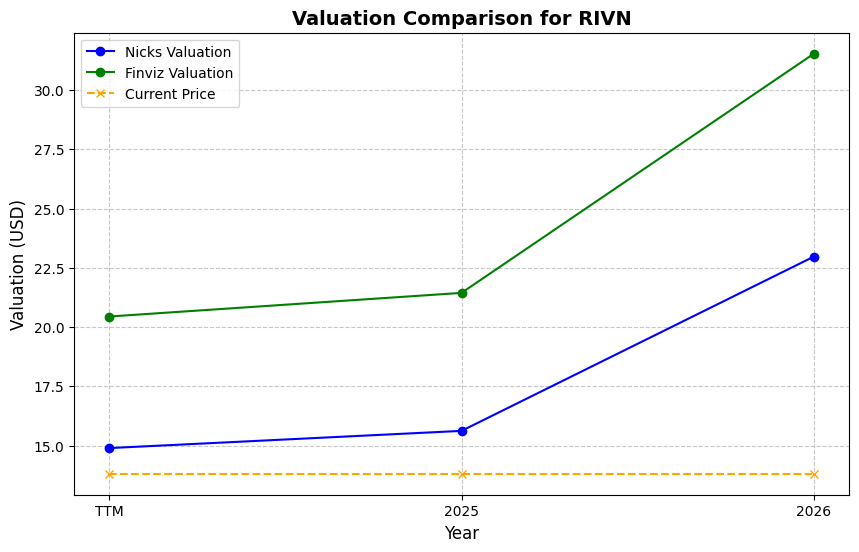 Valuation Comparison for RIVN
Nicks Valuation
Finviz Valuation
Current Price
Valuation (USD)
30.0
27.5
25.0
22.5
20.0
17.5
15.0
TTM
2025
2026
Year